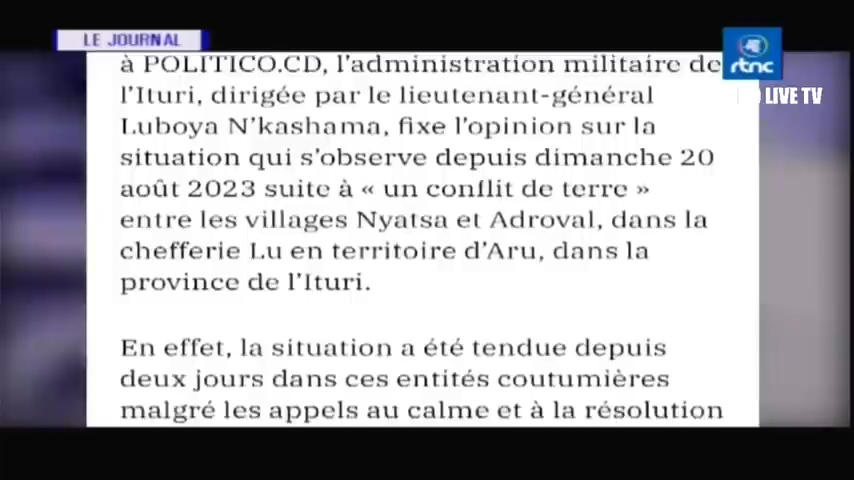 LE JOURNAL
rtnc
LIVE TV
à POLITICO.CD, l'administration militaire de
l'Ituri, dirigée par le lieutenant-général
Luboya N'kashama, fixe l'opinion sur la
situation qui s'observe depuis dimanche 20
août 2023 suite à « un conflit de terre »
entre les villages Nyatsa et Adroval, dans la
chefferie Lu en territoire d'Aru, dans la
province de l'Ituri.
En effet, la situation a été tendue depuis
deux jours dans ces entités coutumières
malgré les appels au calme et à la résolution